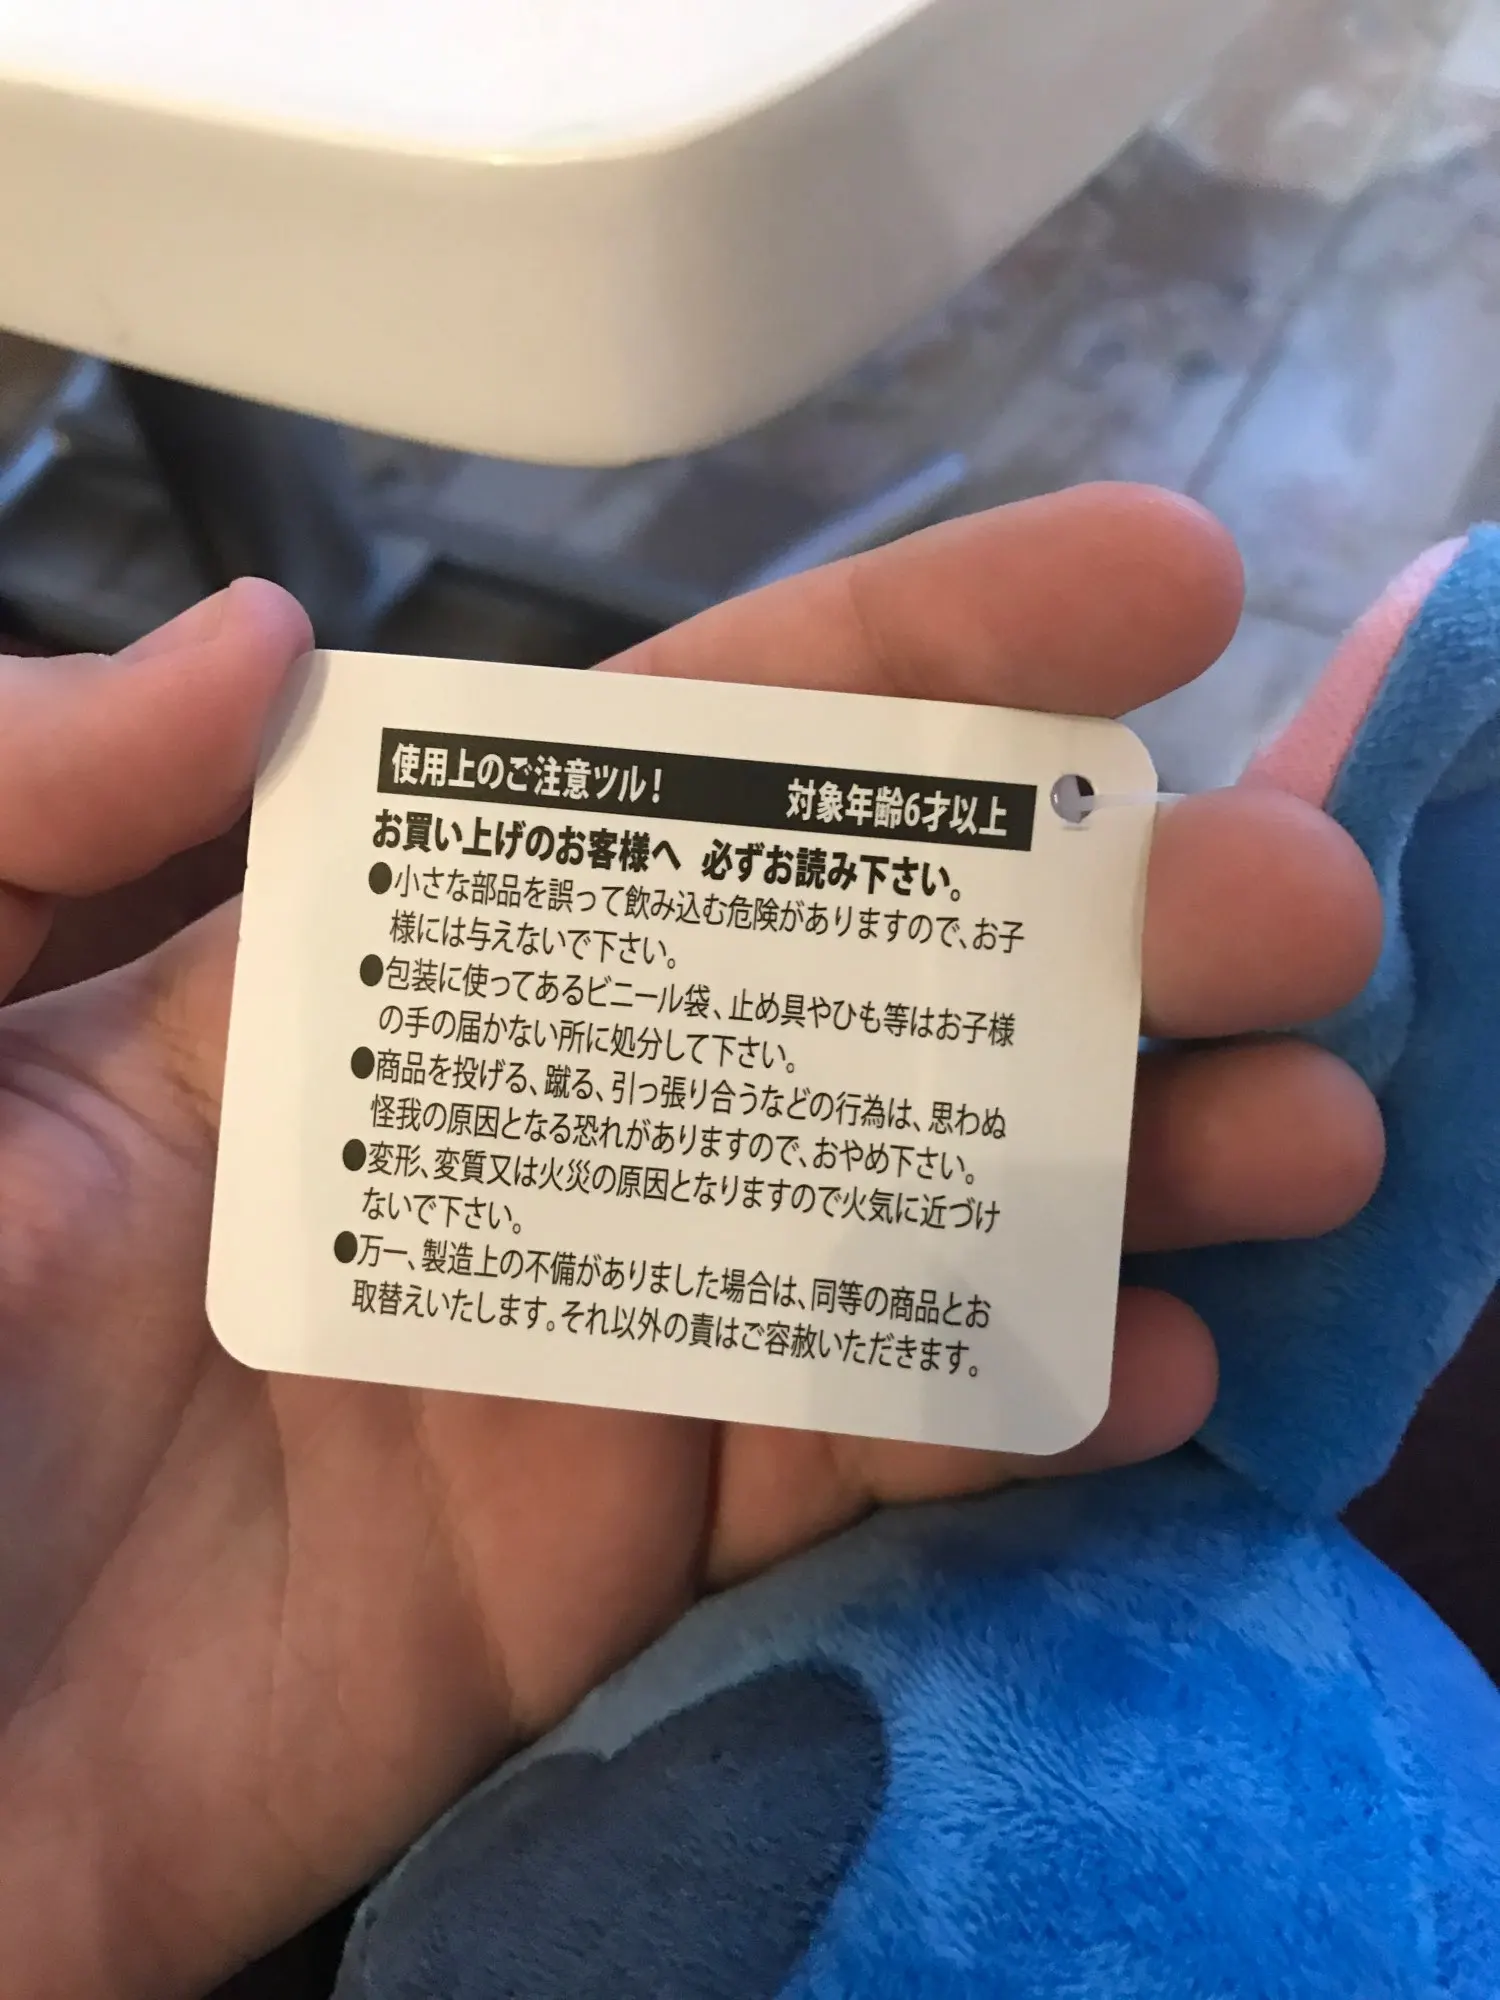 使用上のご注意ツル! 対象年齢6才以上
お買い上げのお客様へ 必ずお読み下さい。
●小さな部品を誤って飲み込む危険がありますので、お子
様には与えないで下さい。
●包装に使ってあるビニール袋、止め具やひも等はお子様
の手の届かない所に処分して下さい。
●商品を投げる、蹴る、引っ張り合うなどの行為は、思わぬ
怪我の原因となる恐れがありますので、おやめ下さい。
●変形、変質又は火災の原因となりますので火気に近づけ
ないで下さい。
●万一、製造上の不備がありました場合は、同等の商品とお
取替えいたします。それ以外の責はご容赦いただきます。